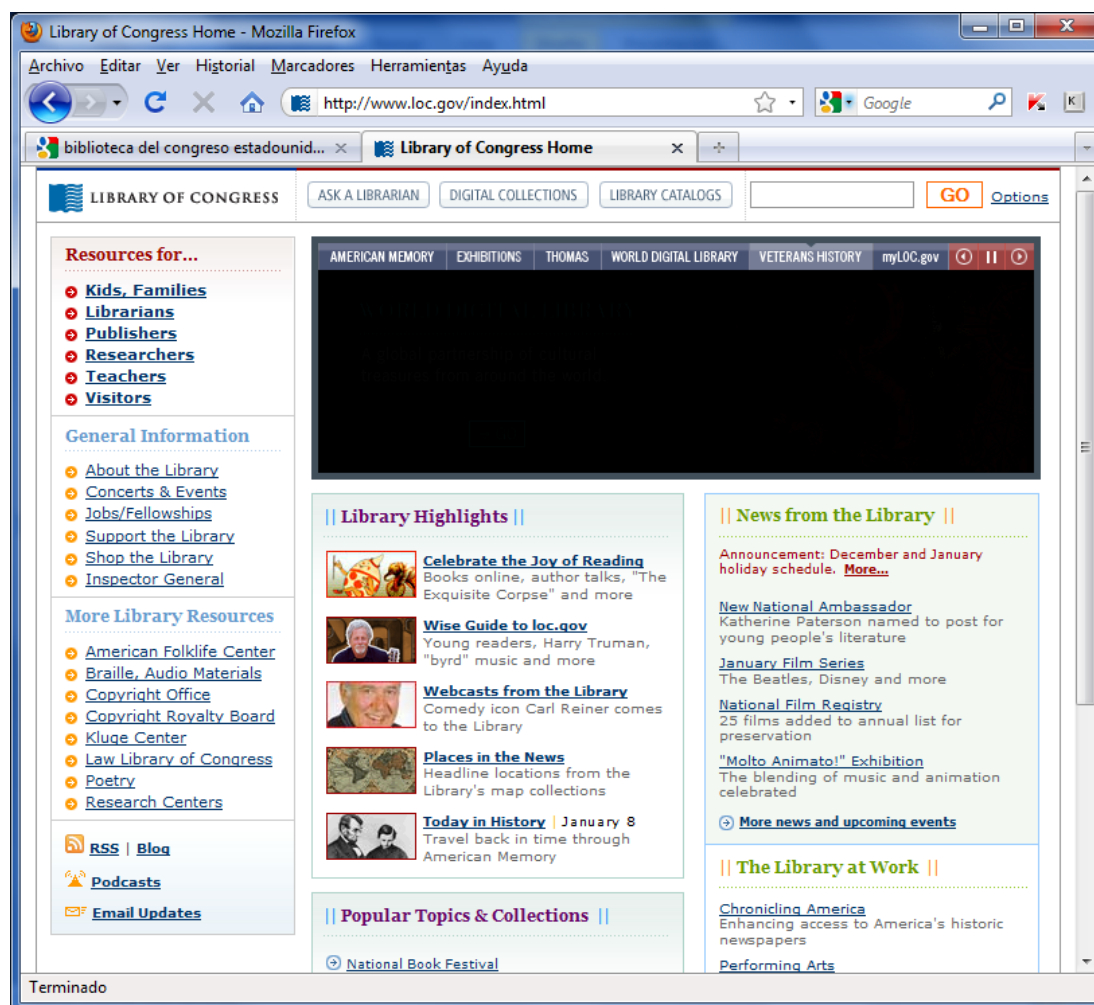 Library of Congress Home - Mozilla Firefox
Archivo Editar Ver Historial Marcadores Herramientas Ayuda
http://www.loc.gov/index.html
Google
K
biblioteca del congreso estadounid...
Library of Congress Home
LIBRARY OF CONGRESS
ASK A LIBRARIAN
DIGITAL COLLECTIONS
LIBRARY CATALOGS
GO
Options
Resources for...
Kids, Families
Librarians
Publishers
Researchers
Teachers
Visitors
General Information
About the Library
Concerts & Events
Jobs/Fellowships
Support the Library
Shop the Library
Inspector General
More Library Resources
American Folklife Center
Braille, Audio Materials
Copyright Office
Copyright Royalty Board
Kluge Center
Law Library of Congress
Poetry
Research Centers
RSS | Blog
Podcasts
Email Updates
AMERICAN MEMORY
EXHIBITIONS
THOMAS
WORLD DIGITAL LIBRARY
VETERANS HISTORY
myLOC.gov
|| Library Highlights ||
Celebrate the Joy of Reading
Books online, author talks, "The
Exquisite Corpse" and more
Wise Guide to loc.gov
Young readers, Harry Truman,
"byrd" music and more
Webcasts from the Library
Comedy icon Carl Reiner comes
to the Library
Places in the News
Headline locations from the
Library's map collections
Today in History | January 8
Travel back in time through
American Memory
|| Popular Topics & Collections ||
National Book Festival
|| News from the Library ||
Announcement: December and January
holiday schedule. More...
New National Ambassador
Katherine Paterson named to post for
young people's literature
January Film Series
The Beatles, Disney and more
National Film Registry
25 films added to annual list for
preservation
"Molto Animato!" Exhibition
The blending of music and animation
celebrated
More news and upcoming events
|| The Library at Work ||
Chronicling America
Enhancing access to America's historic
newspapers
Performing Arts
Terminado